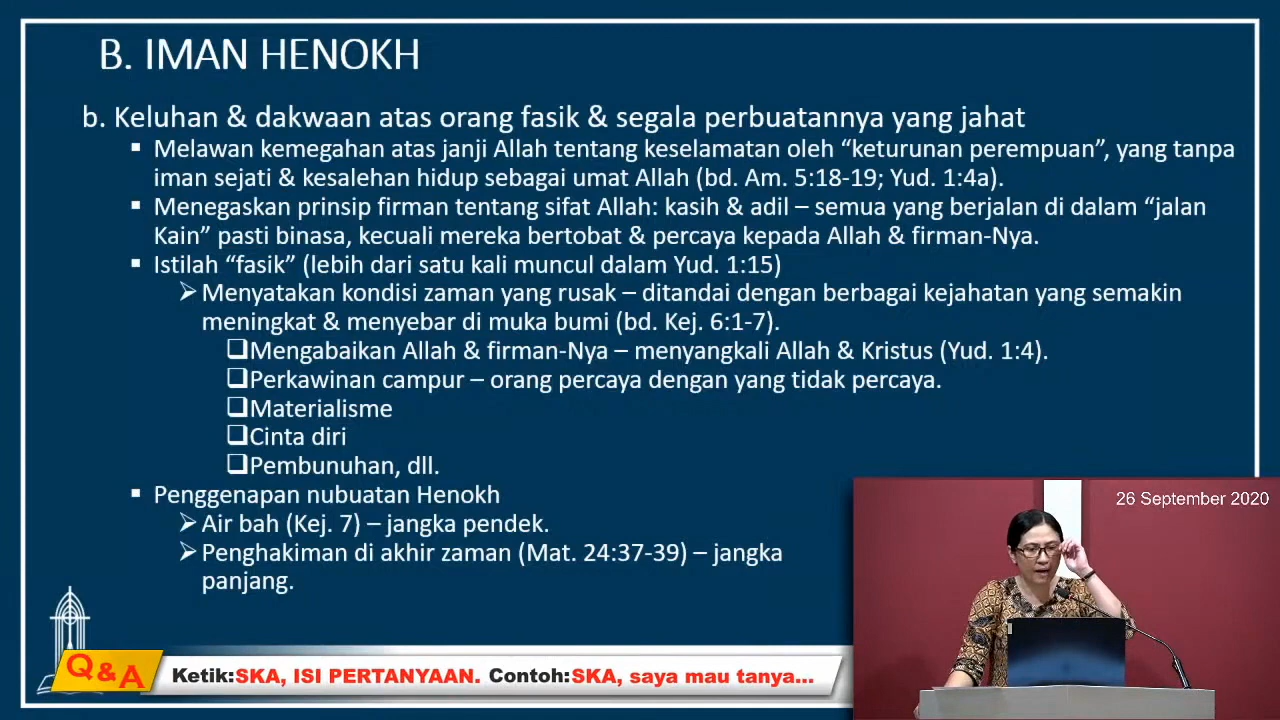 B. IMAN HENOKH
b. Keluhan & dakwaan atas orang fasik & segala perbuatannya yang jahat
▪ Melawan kemegahan atas janji Allah tentang keselamatan oleh “keturunan perempuan”, yang tanpa
iman sejati & kesalehan hidup sebagai umat Allah (bd. Am. 5:18-19; Yud. 1:4a).
▪ Menegaskan prinsip firman tentang sifat Allah: kasih & adil – semua yang berjalan di dalam “jalan
Kain” pasti binasa, kecuali mereka bertobat & percaya kepada Allah & firman-Nya.
▪ Istilah “fasik” (lebih dari satu kali muncul dalam Yud. 1:15)
➢ Menyatakan kondisi zaman yang rusak – ditandai dengan berbagai kejahatan yang semakin
meningkat & menyebar di muka bumi (bd. Kej. 6:1-7).
❑ Mengabaikan Allah & firman-Nya – menyangkali Allah & Kristus (Yud. 1:4).
❑ Perkawinan campur – orang percaya dengan yang tidak percaya.
❑ Materialisme
❑ Cinta diri
❑ Pembunuhan, dll.
▪ Penggenapan nubuatan Henokh
➢ Air bah (Kej. 7) – jangka pendek.
➢ Penghakiman di akhir zaman (Mat. 24:37-39) – jangka
panjang.
26 September 2020
Q&A
Ketik:SKA, ISI PERTANYAAN. Contoh:SKA, saya mau tanya...